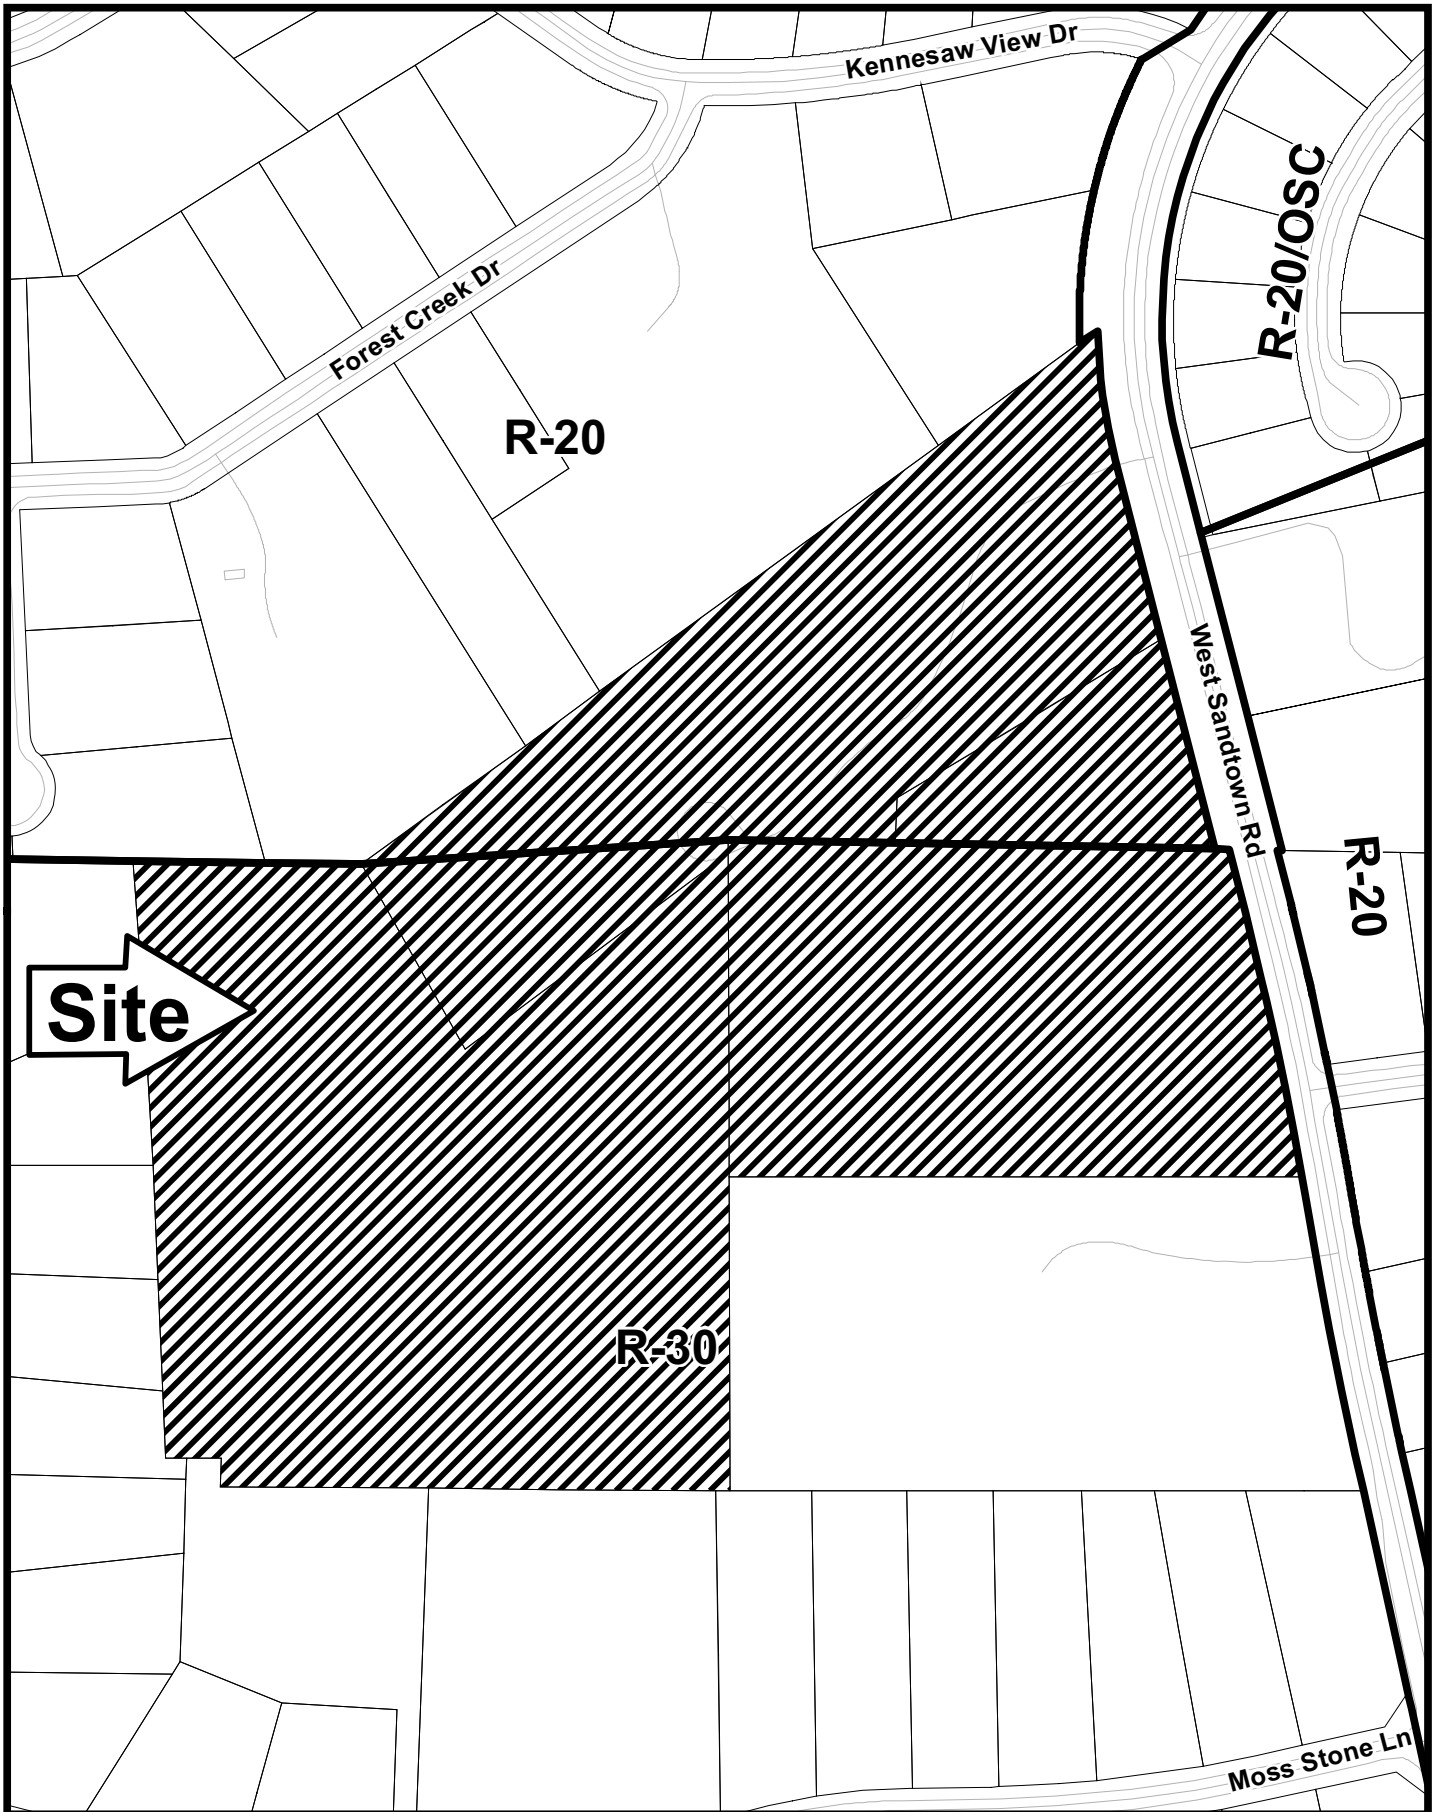 Kennesaw View Dr
R-20/OSC
Forest Creek Dr
R-20
West Sandtown Rd
R-20
Site
R-30
Moss Stone Ln